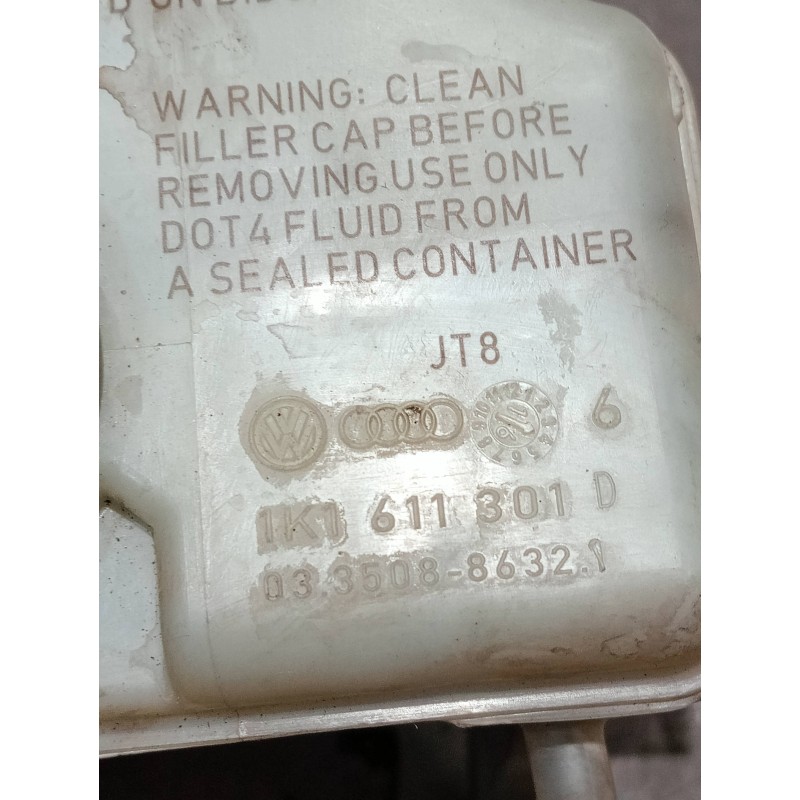 WARNING: CLEAN
FILLER CAP BEFORE
REMOVING.USE ONLY
DOT4 FLUID FROM
A SEALED CONTAINER
JT8
6
1K1 611 301 D
03.3508-8632.1